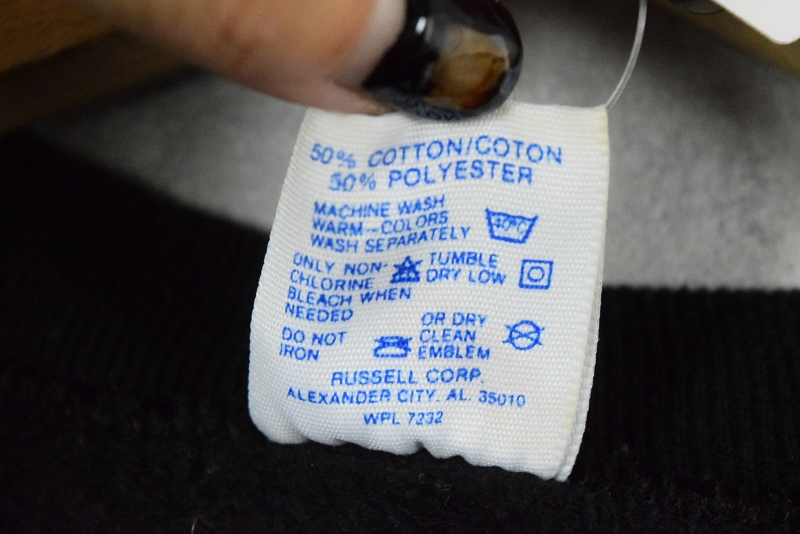 50% COTTON/COTON
50% POLYESTER
MACHINE WASH
WARM-COLORS
WASH SEPARATELY
40°C
ONLY NON-
CHLORINE
BLEACH WHEN
NEEDED
TUMBLE
DRY LOW
DO NOT
IRON
OR DRY
CLEAN
EMBLEM
RUSSELL CORP.
ALEXANDER CITY, AL. 35010
WPL 7232